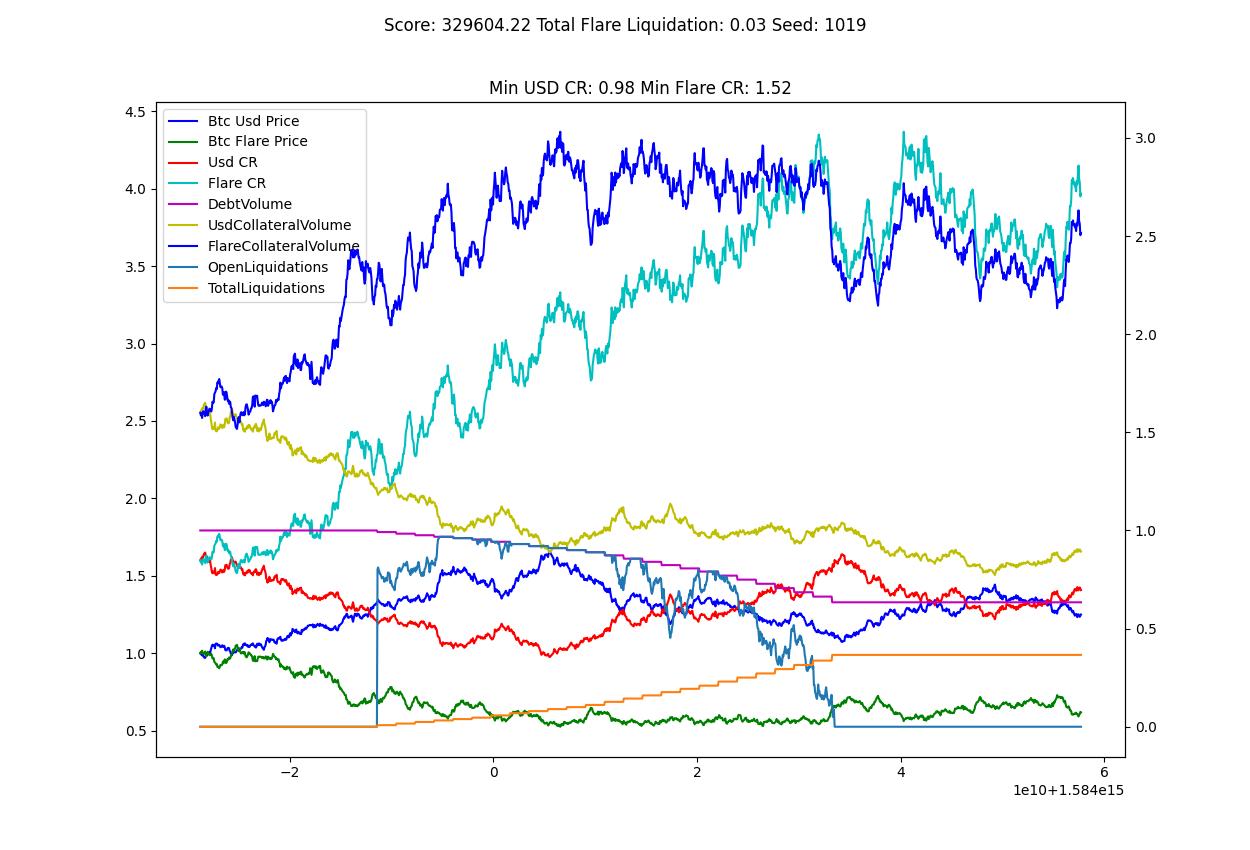 Score: 329604.22 Total Flare Liquidation: 0.03 Seed: 1019
Min USD CR: 0.98 Min Flare CR: 1.52
Btc Usd Price
Btc Flare Price
Usd CR
Flare CR
DebtVolume
UsdCollateralVolume
FlareCollateralVolume
OpenLiquidations
TotalLiquidations
4.5
4.0
3.5
3.0
2.5
2.0
1.5
1.0
0.5
3.0
2.5
2.0
1.5
1.0
0.5
0.0
−2 0 2 4 6
1e10+1.584e15